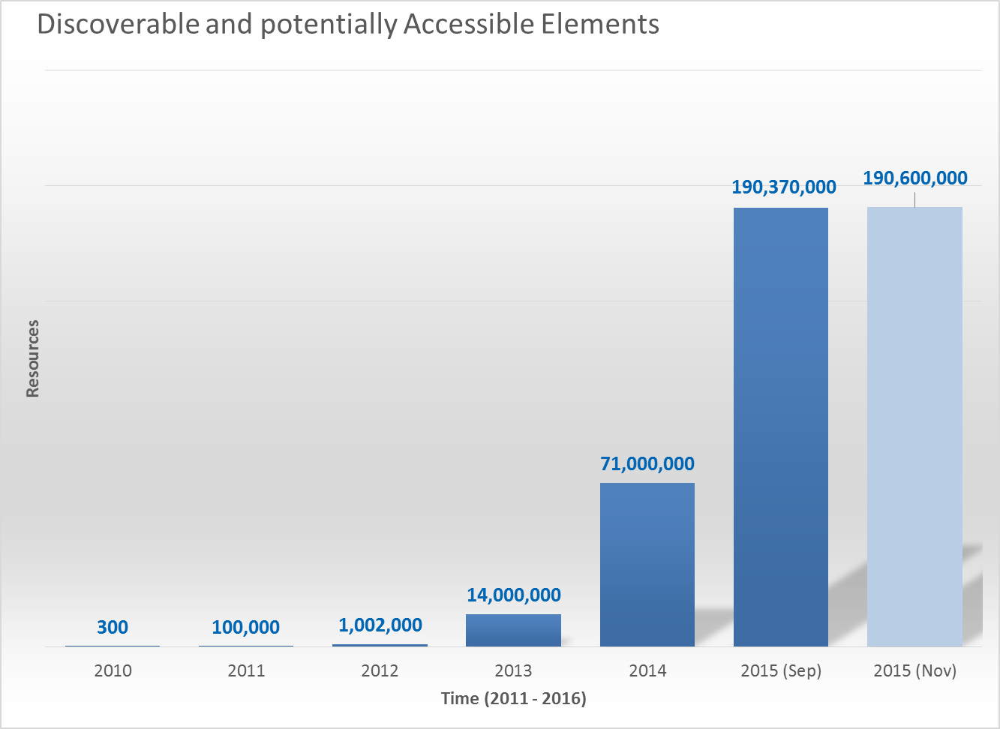 Discoverable and potentially Accessible Elements
190,600,000
190,370,000
71,000,000
14,000,000
1,002,000
100,000
300
Resources
2010
2011
2012
2013
2014
2015 (Sep)
2015 (Nov)
Time (2011 - 2016)